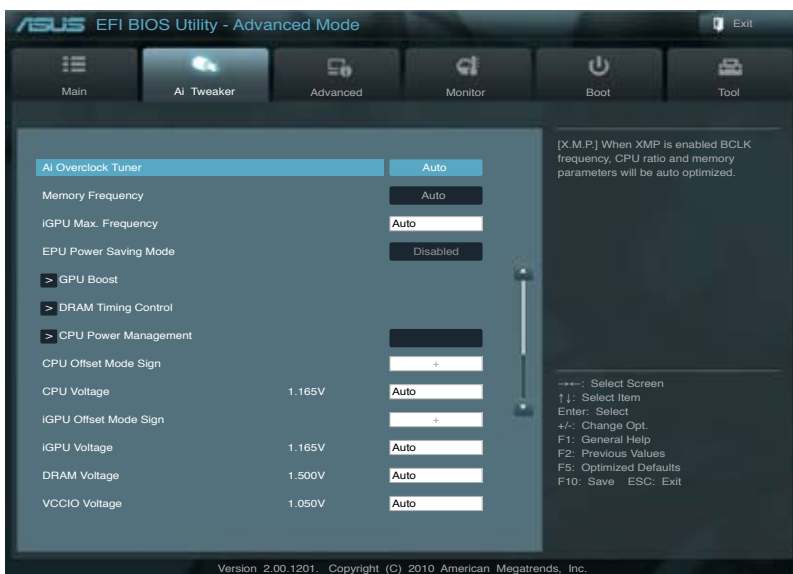 ASUS EFI BIOS Utility - Advanced Mode
Exit
Main Ai Tweaker Advanced Monitor Boot Tool
Ai Overclock Tuner Auto
Memory Frequency Auto
iGPU Max. Frequency Auto
EPU Power Saving Mode Disabled
> GPU Boost
> DRAM Timing Control
> CPU Power Management
CPU Offset Mode Sign +
CPU Voltage 1.165V Auto
iGPU Offset Mode Sign +
iGPU Voltage 1.165V Auto
DRAM Voltage 1.500V Auto
VCCIO Voltage 1.050V Auto
[X.M.P.] When XMP is enabled BCLK
frequency, CPU ratio and memory
parameters will be auto optimized.
→←: Select Screen
↑↓: Select Item
Enter: Select
+/-: Change Opt.
F1: General Help
F2: Previous Values
F5: Optimized Defaults
F10: Save ESC: Exit
Version 2.00.1201. Copyright (C) 2010 American Megatrends, Inc.